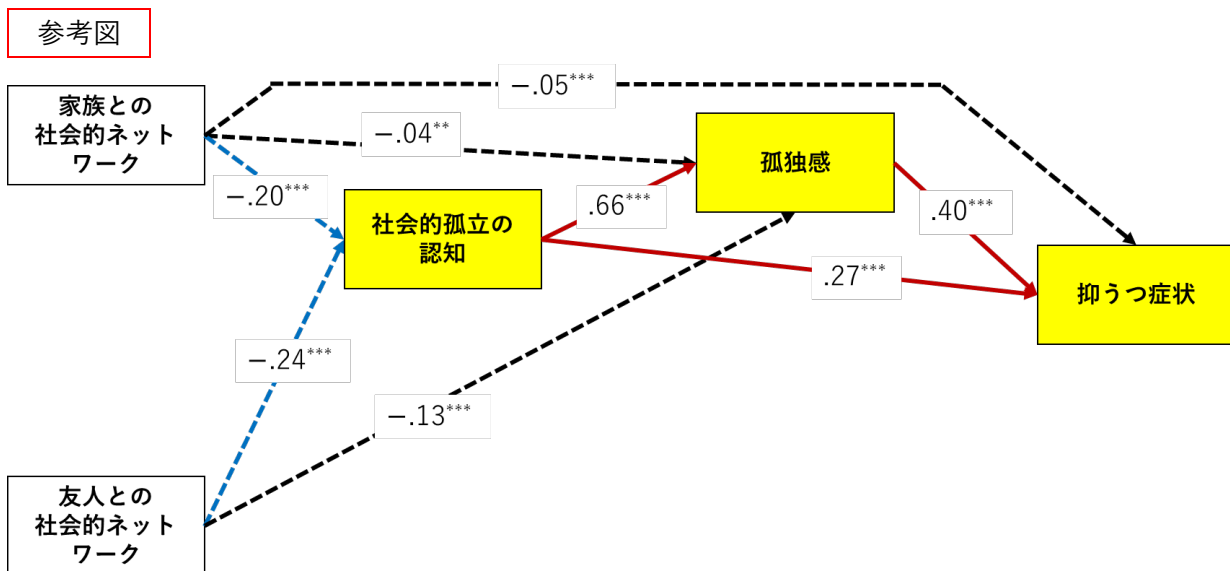 参考図
家族との
社会的ネット
ワーク
−.05***
−.04**
−.20***
社会的孤立の
認知
.66***
孤独感
.40***
.27***
抑うつ症状
−.24***
−.13***
友人との
社会的ネット
ワーク